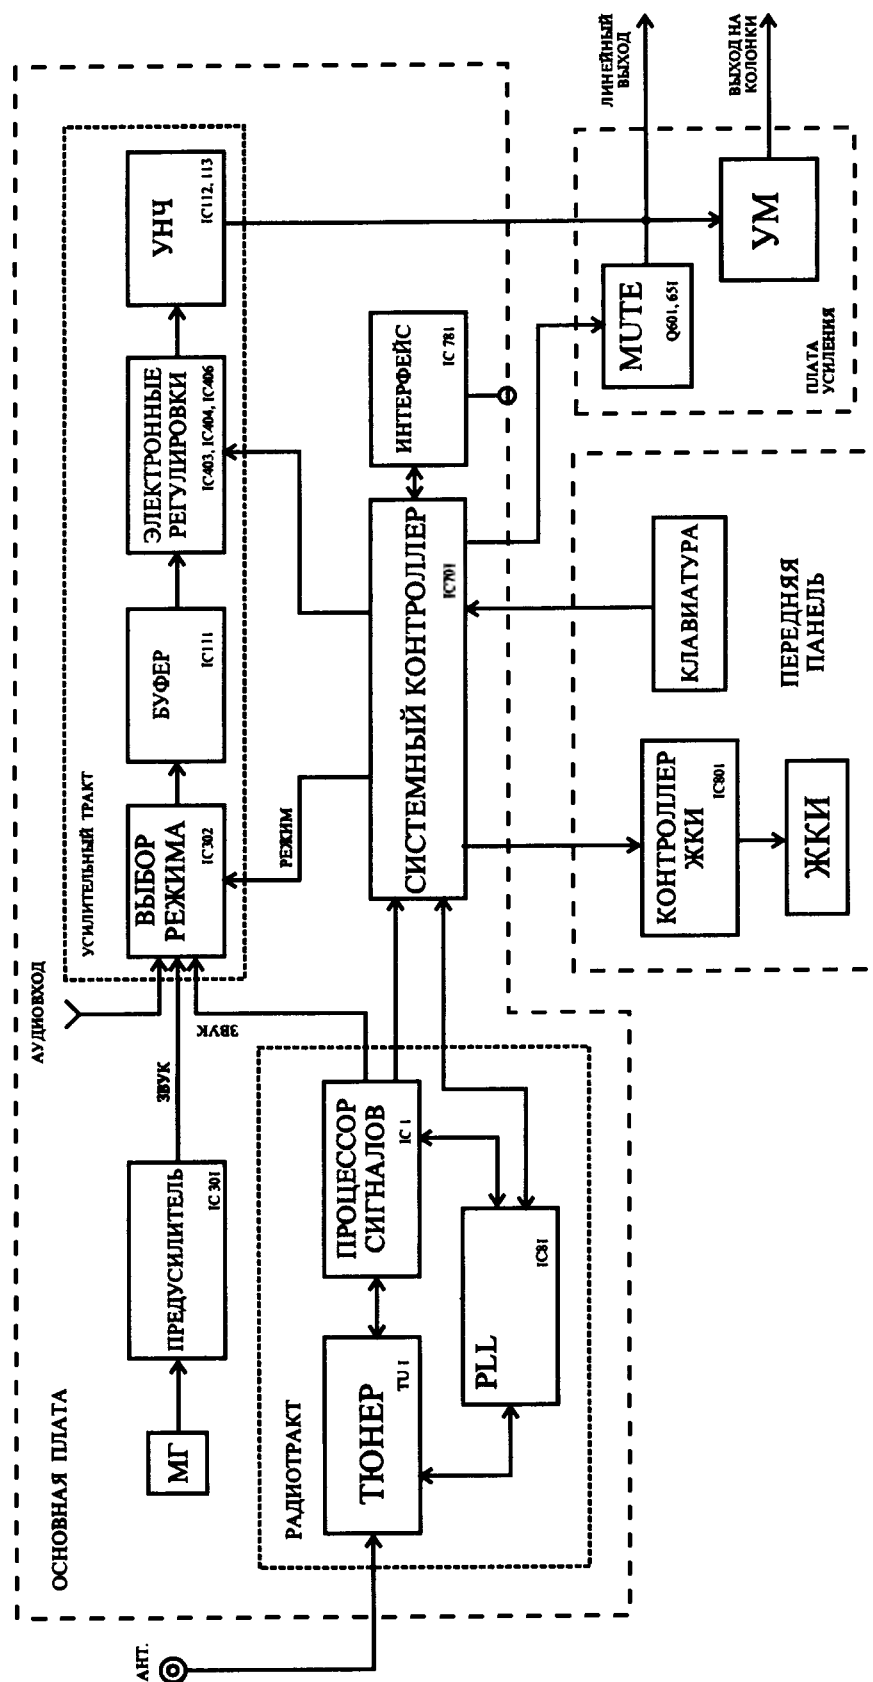 ОСНОВНАЯ ПЛАТА
АНТ.
МГ
ПРЕДУСИЛИТЕЛЬ
IC 301
ЗВУК
АУДИОВХОД
ЗВУК
УСИЛИТЕЛЬНЫЙ ТРАКТ
ВЫБОР
РЕЖИМА
IC302
БУФЕР
IC111
ЭЛЕКТРОННЫЕ
РЕГУЛИРОВКИ
IC403, IC404, IC406
УНЧ
IC112, 113
РЕЖИМ
РАДИОТРАКТ
ТЮНЕР
TU 1
ПРОЦЕССОР
СИГНАЛОВ
IC 1
PLL
IC81
СИСТЕМНЫЙ КОНТРОЛЛЕР
IC701
ИНТЕРФЕЙС
IC 781
КОНТРОЛЛЕР
ЖКИ
IC801
ЖКИ
КЛАВИАТУРА
ПЕРЕДНЯЯ
ПАНЕЛЬ
MUTE
Q601, 651
УМ
ПЛАТА
УСИЛЕНИЯ
ЛИНЕЙНЫЙ
ВЫХОД
ВЫХОД НА
КОЛОНКИ